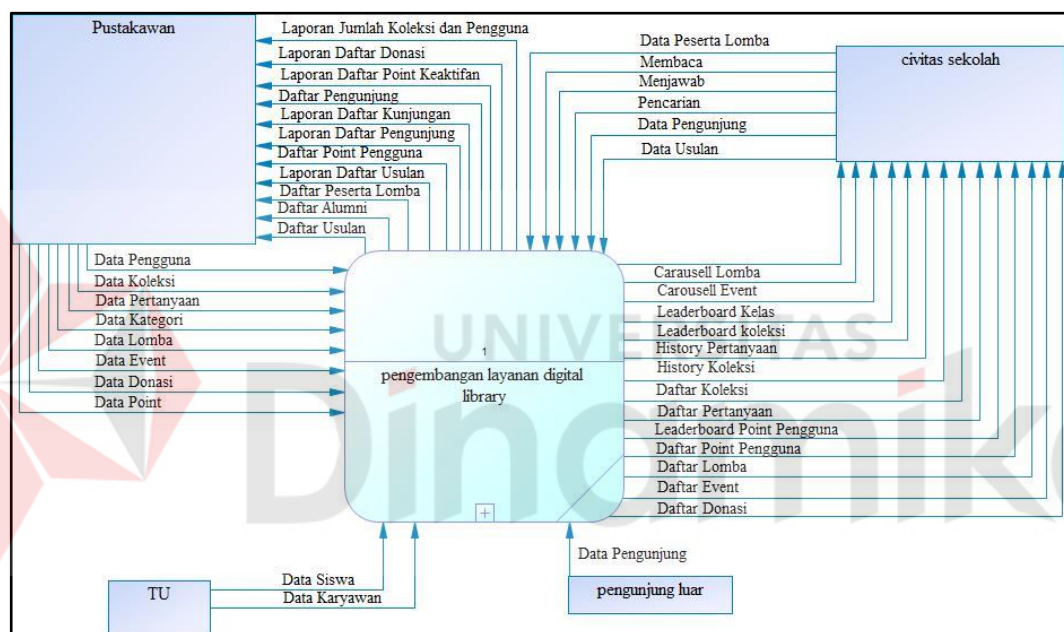 Pustakawan
Laporan Jumlah Koleksi dan Pengguna
Laporan Daftar Donasi
Laporan Daftar Point Keaktifan
Daftar Pengunjung
Laporan Daftar Kunjungan
Laporan Daftar Pengunjung
Daftar Point Pengguna
Laporan Daftar Usulan
Daftar Peserta Lomba
Daftar Alumni
Daftar Usulan
Data Peserta Lomba
Membaca
Menjawab
Pencarian
Data Pengunjung
Data Usulan
civitas sekolah
Data Pengguna
Data Koleksi
Data Pertanyaan
Data Kategori
Data Lomba
Data Event
Data Donasi
Data Point
1
pengembangan layanan digital
library
Carausell Lomba
Carousell Event
Leaderboard Kelas
Leaderboard koleksi
History Pertanyaan
History Koleksi
Daftar Koleksi
Daftar Pertanyaan
Leaderboard Point Pengguna
Daftar Point Pengguna
Daftar Lomba
Daftar Event
Daftar Donasi
UNIVERSITAS
Dinamika
TU
Data Siswa
Data Karyawan
Data Pengunjung
pengunjung luar